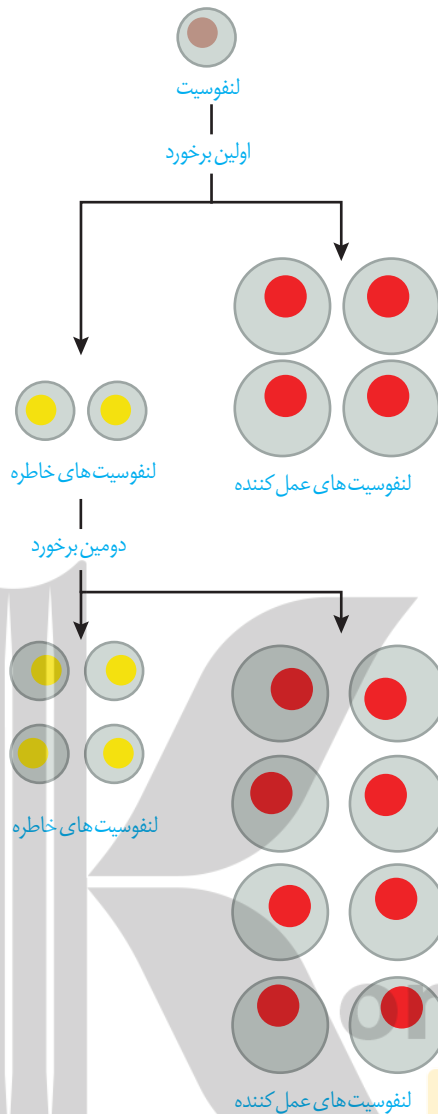 لنفوسیت
اولین برخورد
لنفوسیت‌های عمل‌کننده
لنفوسیت‌های خاطره
دومین برخورد
لنفوسیت‌های خاطره
لنفوسیت‌های عمل‌کننده